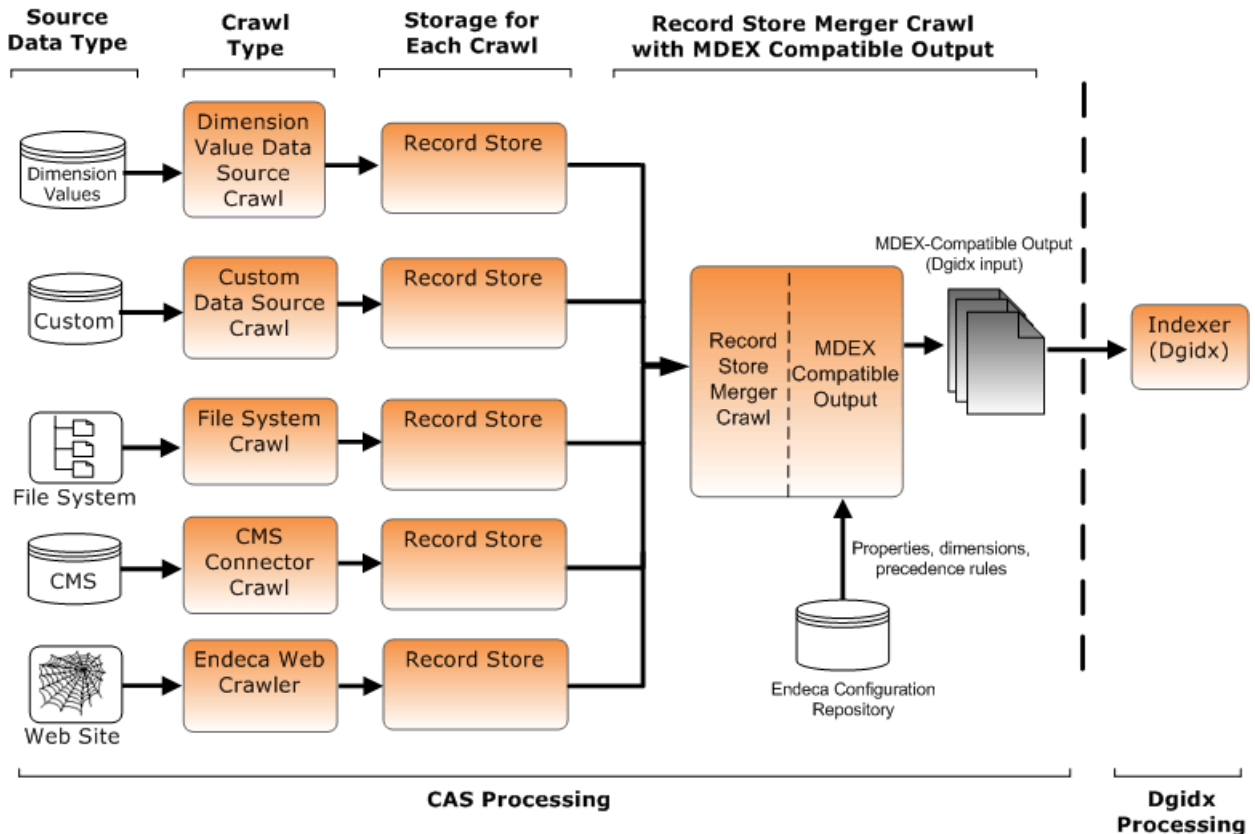 Source
Data Type
Crawl
Type
Storage for
Each Crawl
Record Store Merger Crawl
with MDEX Compatible Output
Dimension
Values
Dimension
Value Data
Source
Crawl
Record Store
Custom
Custom
Data Source
Crawl
Record Store
File System
File System
Crawl
Record Store
CMS
CMS
Connector
Crawl
Record Store
Web Site
Endeca Web
Crawler
Record Store
Record
Store
Merger
Crawl
MDEX
Compatible
Output
MDEX-Compatible Output
(Dgidx input)
Indexer
(Dgidx)
Properties, dimensions,
precedence rules
Endeca Configuration
Repository
CAS Processing
Dgidx
Processing